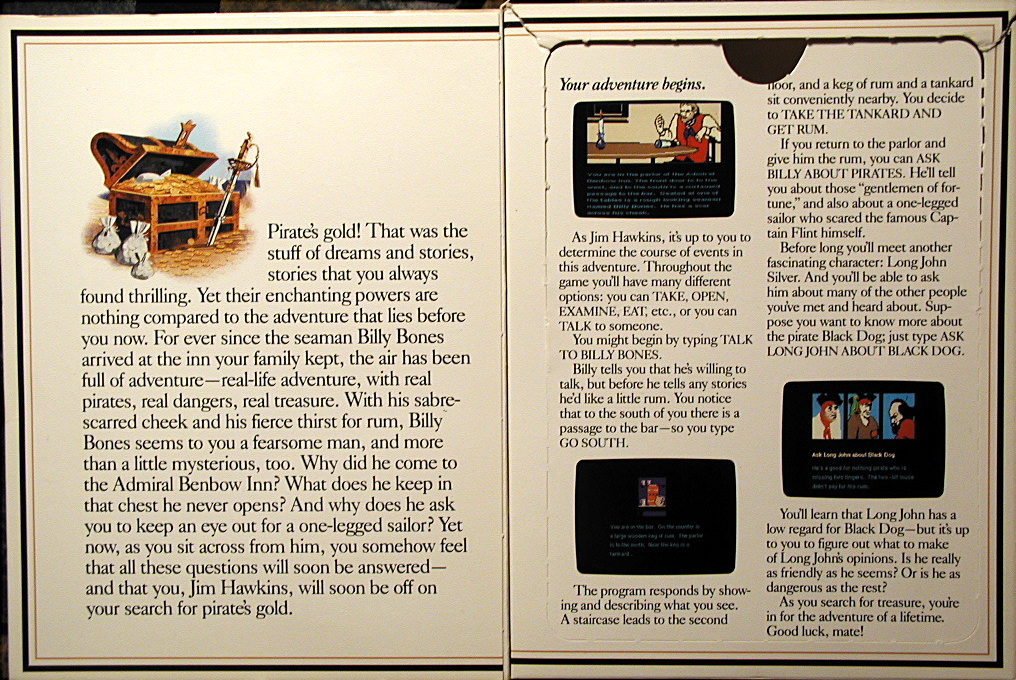 Pirate's gold! That was the
stuff of dreams and stories,
stories that you always
found thrilling. Yet their enchanting powers are
nothing compared to the adventure that lies before
you now. For ever since the seaman Billy Bones
arrived at the inn your family kept, the air has been
full of adventure—real-life adventure, with real
pirates, real dangers, real treasure. With his sabre-
scarred cheek and his fierce thirst for rum, Billy
Bones seems to you a fearsome man, and more
than a little mysterious, too. Why did he come to
the Admiral Benbow Inn? What does he keep in
that chest he never opens? And why does he ask
you to keep an eye out for a one-legged sailor? Yet
now, as you sit across from him, you somehow feel
that all these questions will soon be answered—
and that you, Jim Hawkins, will soon be off on
your search for pirate's gold.
Your adventure begins.
You are in the parlor of the Admiral
Benbow Inn. The front door is to the
west, and to the south is a curtained
passage to the bar. Seated at one of
the tables is a rough looking seaman
named Billy Bones. He has a scar
across his cheek.
As Jim Hawkins, it's up to you to
determine the course of events in
this adventure. Throughout the
game you'll have many different
options: you can TAKE, OPEN,
EXAMINE, EAT, etc., or you can
TALK to someone.
You might begin by typing TALK
TO BILLY BONES.
Billy tells you that he's willing to
talk, but before he tells any stories
he'd like a little rum. You notice
that to the south of you there is a
passage to the bar—so you type
GO SOUTH.
You are in the bar. On the counter is
a large wooden keg of rum. The parlor
is to the north. Near the keg is a
tankard.
The program responds by show-
ing and describing what you see.
A staircase leads to the second
floor, and a keg of rum and a tankard
sit conveniently nearby. You decide
to TAKE THE TANKARD AND
GET RUM.
If you return to the parlor and
give him the rum, you can ASK
BILLY ABOUT PIRATES. He'll tell
you about those "gentlemen of for-
tune," and also about a one-legged
sailor who scared the famous Cap-
tain Flint himself.
Before long you'll meet another
fascinating character: Long John
Silver. And you'll be able to ask
him about many of the other people
you've met and heard about. Sup-
pose you want to know more about
the pirate Black Dog; just type ASK
LONG JOHN ABOUT BLACK DOG.
Ask Long John about Black Dog
He's a good for nothing pirate who is
missing two fingers. The two-bit louse
didn't pay for his rum.
You'll learn that Long John has a
low regard for Black Dog—but it's up
to you to figure out what to make
of Long John's opinions. Is he really
as friendly as he seems? Or is he as
dangerous as the rest?
As you search for treasure, you're
in for the adventure of a lifetime.
Good luck, mate!